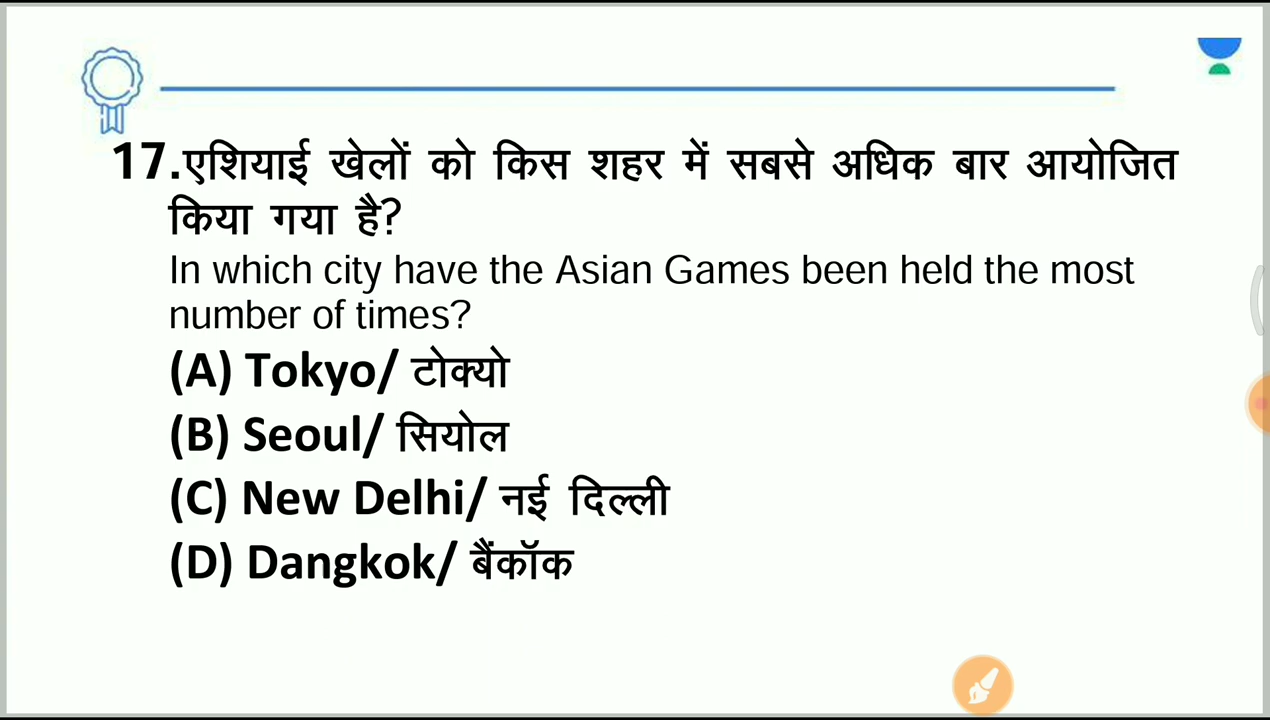 17.एशियाई खेलों को किस शहर में सबसे अधिक बार आयोजित
किया गया है?
In which city have the Asian Games been held the most
number of times?
(A) Tokyo/ टोक्यो
(B) Seoul/ सियोल
(C) New Delhi/ नई दिल्ली
(D) Dangkok/ बैंकॉक